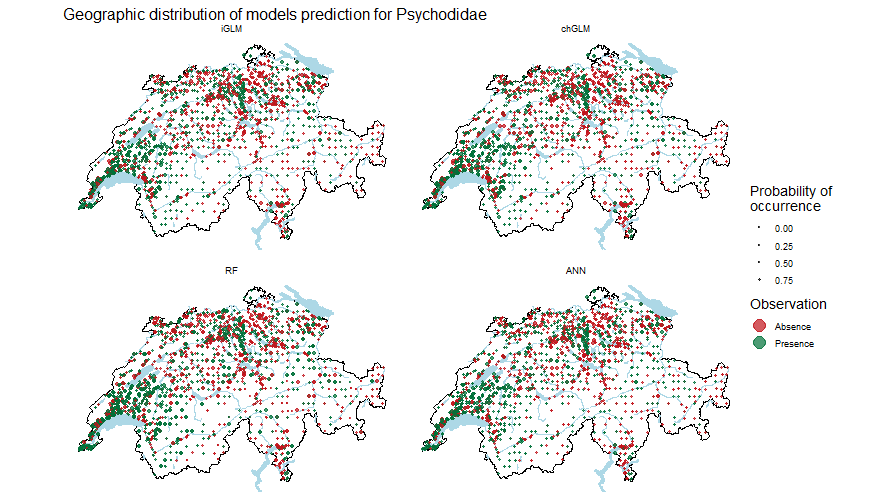 Geographic distribution of models prediction for Psychodidae
iGLM
chGLM
RF
ANN
Probability of
occurrence
0.00
0.25
0.50
0.75
Observation
Absence
Presence